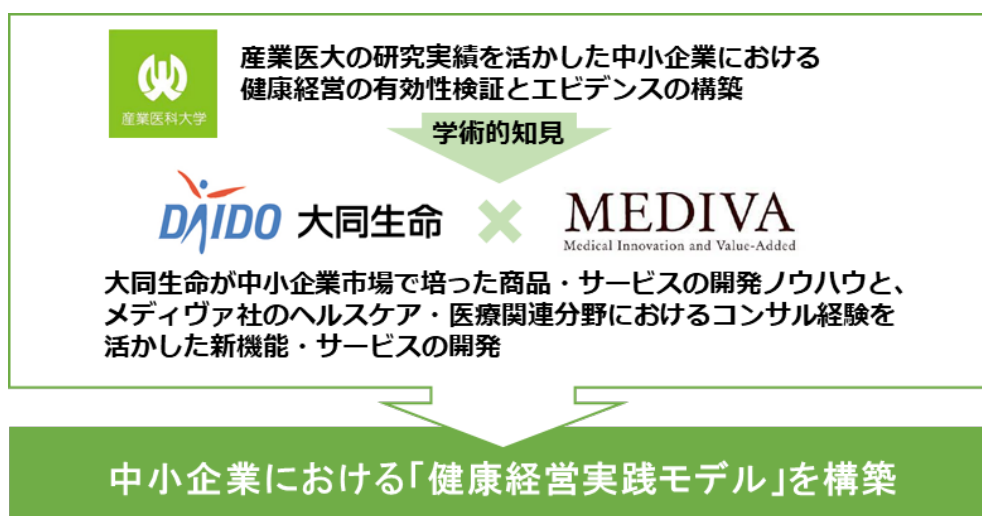 産業医科大学
産業医大の研究実績を活かした中小企業における
健康経営の有効性検証とエビデンスの構築
学術的知見
DAIDO 大同生命
×
MEDIVA
Medical Innovation and Value-Added
大同生命が中小企業市場で培った商品・サービスの開発ノウハウと、
メディヴァ社のヘルスケア・医療関連分野におけるコンサル経験を
活かした新機能・サービスの開発
中小企業における「健康経営実践モデル」を構築